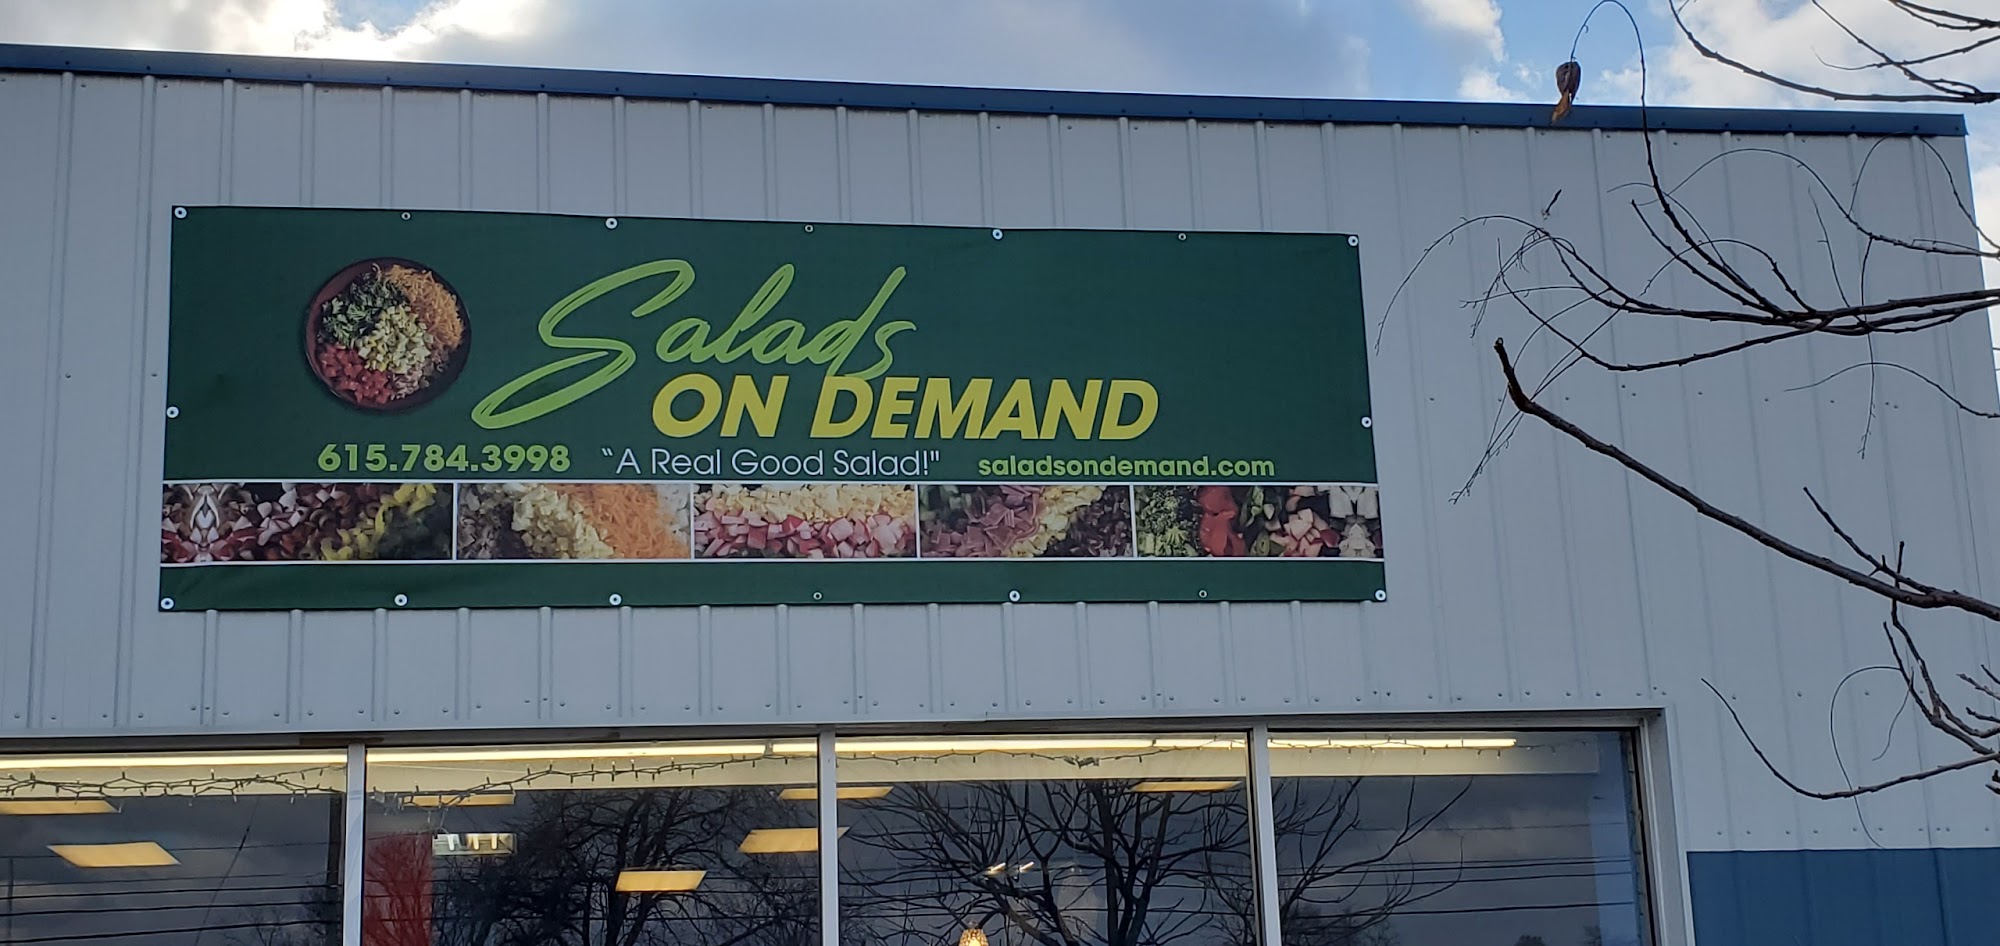 Salads
ON DEMAND
615.784.3998 "A Real Good Salad!" saladsondemand.com